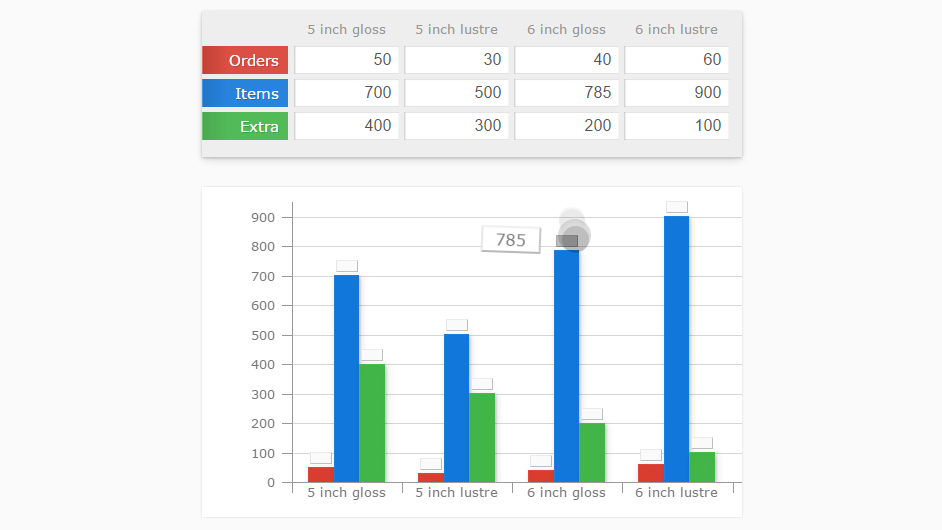 5 inch gloss 5 inch lustre 6 inch gloss 6 inch lustre
Orders 50 30 40 60
Items 700 500 785 900
Extra 400 300 200 100
900
800
785
700
600
500
400
300
200
100
0
5 inch gloss 5 inch lustre 6 inch gloss 6 inch lustre